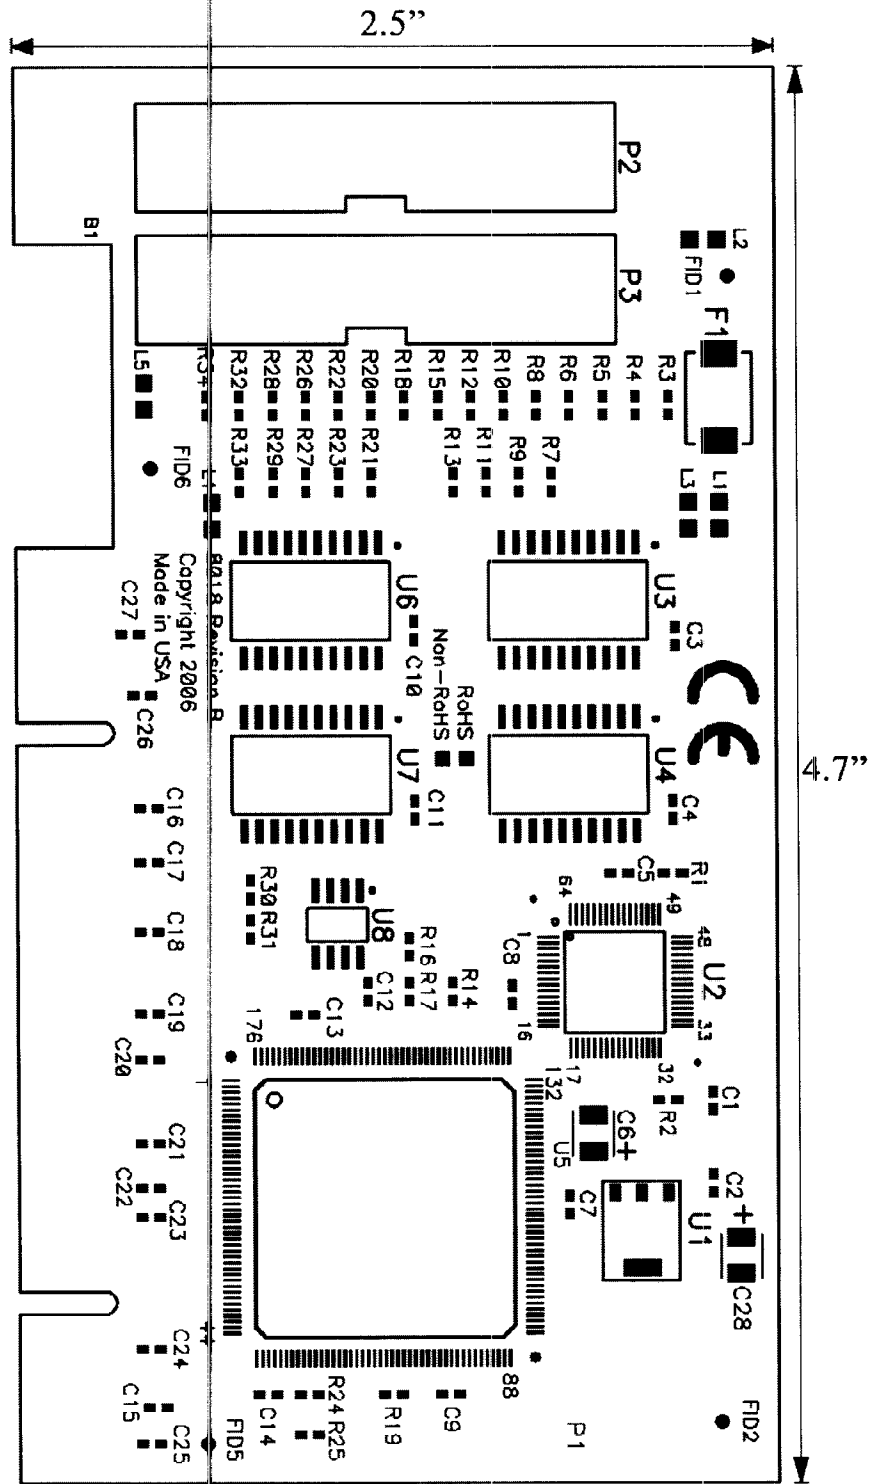 2.5”
P2
B1
L2
FID1
P3
F1
L5
R32
R28
R26
R22
R20
R18
R15
R12
R10
R8
R6
R5
R4
R3
R33
R29
R27
R23
R21
R13
R11
R9
R7
FID6
L3
L1
8018 Revision B
Copyright 2006
Made in USA
C27
C26
U6
C10
U3
C3
Non-RoHS
RoHS
CE
4.7”
U7
C11
U4
C4
C16
C17
C18
C19
C20
C21
C22
C23
C24
C15
C25
R30
R31
U8
R16
R17
R14
C12
C13
C8
C5
R1
64
49
48
1
U2
33
16
17
32
176
132
R2
C1
C6+
U5
C7
U1
C2
+
C28
88
R24
R25
C14
R19
C9
P1
FID2
FID5